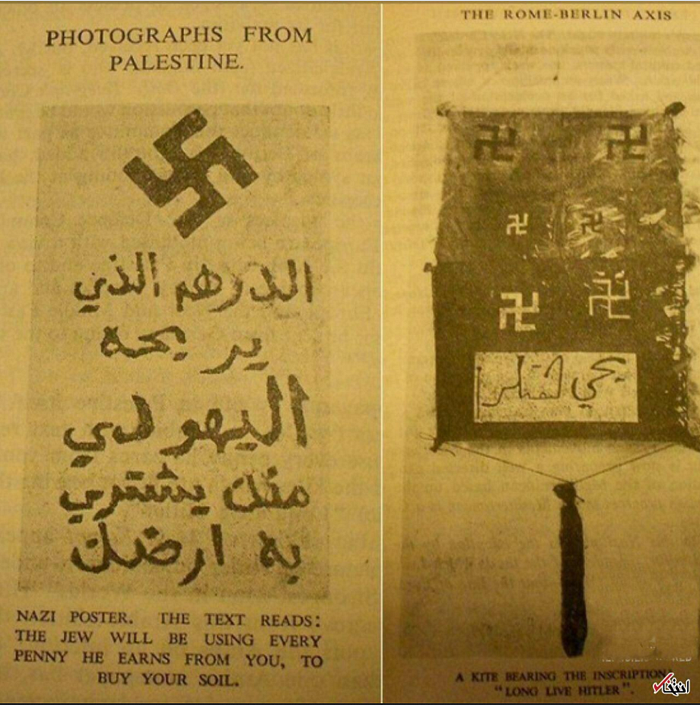 PHOTOGRAPHS FROM
PALESTINE.
الدرهم الذي
يربحه
اليهودي
منك يشتري
به ارضك
NAZI POSTER. THE TEXT READS:
THE JEW WILL BE USING EVERY
PENNY HE EARNS FROM YOU, TO
BUY YOUR SOIL.
THE ROME-BERLIN AXIS
يحي هتلر
A KITE BEARING THE INSCRIPTION
"LONG LIVE HITLER".